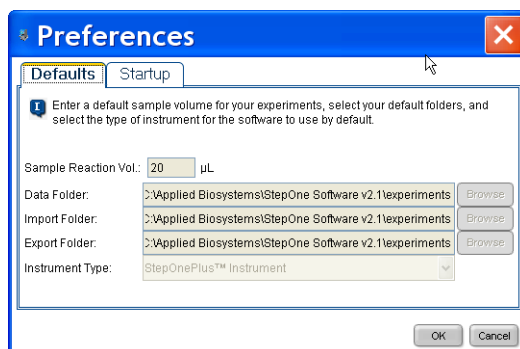 Preferences
Defaults Startup
Enter a default sample volume for your experiments, select your default folders, and
select the type of instrument for the software to use by default.
Sample Reaction Vol.: 20 µL
Data Folder: :\Applied Biosystems\StepOne Software v2.1\experiments Browse
Import Folder: :\Applied Biosystems\StepOne Software v2.1\experiments Browse
Export Folder: :\Applied Biosystems\StepOne Software v2.1\experiments Browse
Instrument Type: StepOnePlus™ Instrument
OK Cancel